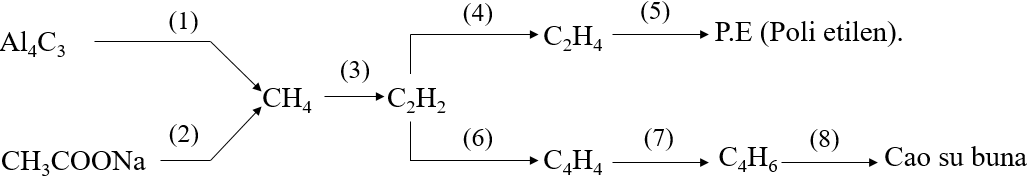 (1)
(4)
(5)
Al₄C₃
C₂H₄
P.E (Poli etilen).
(3)
CH₄
C₂H₂
(2)
(6)
(7)
(8)
CH₃COONa
C₄H₄
C₄H₆
Cao su buna